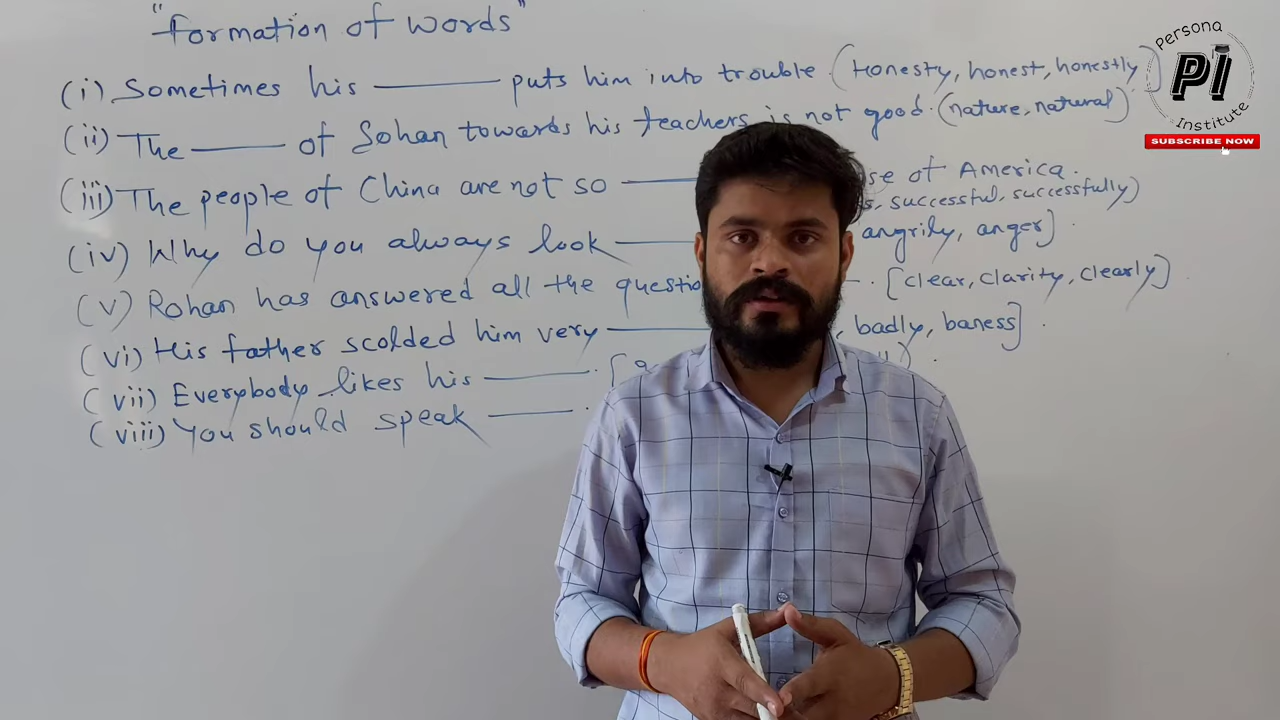 "Formation of words"
(i) Sometimes his ——— puts him into trouble (Honesty, honest, honestly)
(ii) The ——— of Sohan towards his teachers is not good. (nature, natural)
(iii) The people of China are not so ——— of America.
successful, successfully)
(iv) Why do you always look ——— angrily, anger].
(v) Rohan has answered all the ——— . [clear, clarity, clearly]
(vi) His father scolded him very ——— , badly, baness].
(vii) Everybody likes his ——— .
(viii) You should speak ——— .
Persona
PI
Institute
SUBSCRIBE NOW